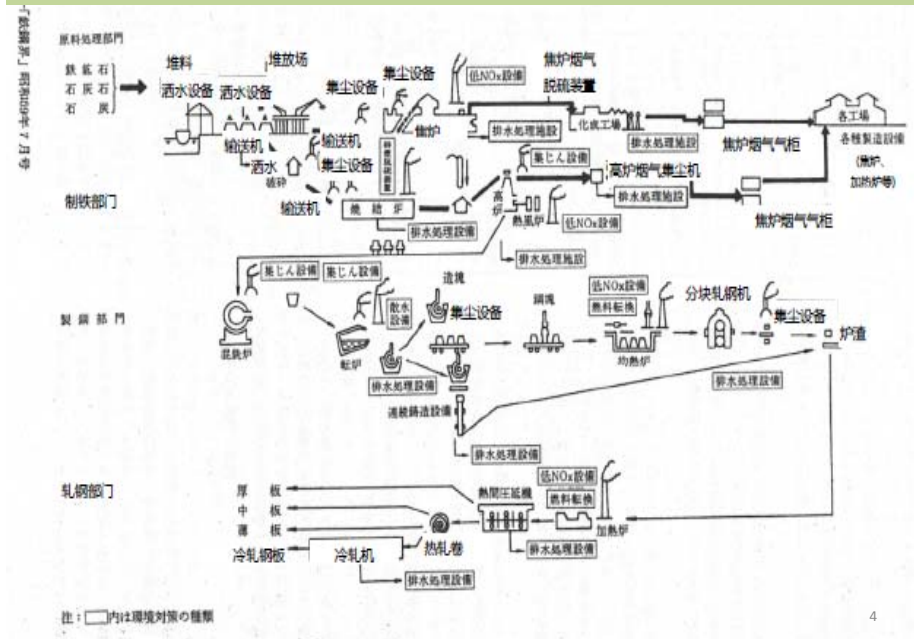 「鉄鋼界」昭和59年7月号
原料処理部門
鉄鉱石
石灰石
石炭
堆料
堆放场
洒水设备
洒水设备
集尘设备
集尘设备
低NOx設備
焦炉烟气
脱硫装置
输送机
洒水
破砕
输送机
集尘设备
焦炉
排水処理施設
化成工場
排水処理施設
焦炉烟气气柜
各工場
各種製造設備
(焦炉、
加热炉等)
制铁部门
输送机
焼結炉
排水処理設備
集じん設備
高炉
熱風炉
高炉烟气集尘机
低NOx設備
排水処理施設
焦炉烟气气柜
排水処理施設
製鋼部門
集じん設備
集じん設備
混銑炉
散水
設備
転炉
排水処理設備
造塊
集尘设备
鋼塊
低NOx設備
燃料転換
均熱炉
分块轧钢机
集尘设备
炉渣
排水処理設備
連続鋳造設備
排水処理設備
轧钢部门
厚板
中板
薄板
冷轧钢板
冷轧机
排水処理設備
热轧卷
熱間圧延機
排水処理設備
低NOx設備
燃料転換
加熱炉
注:□内は環境対策の種類
4